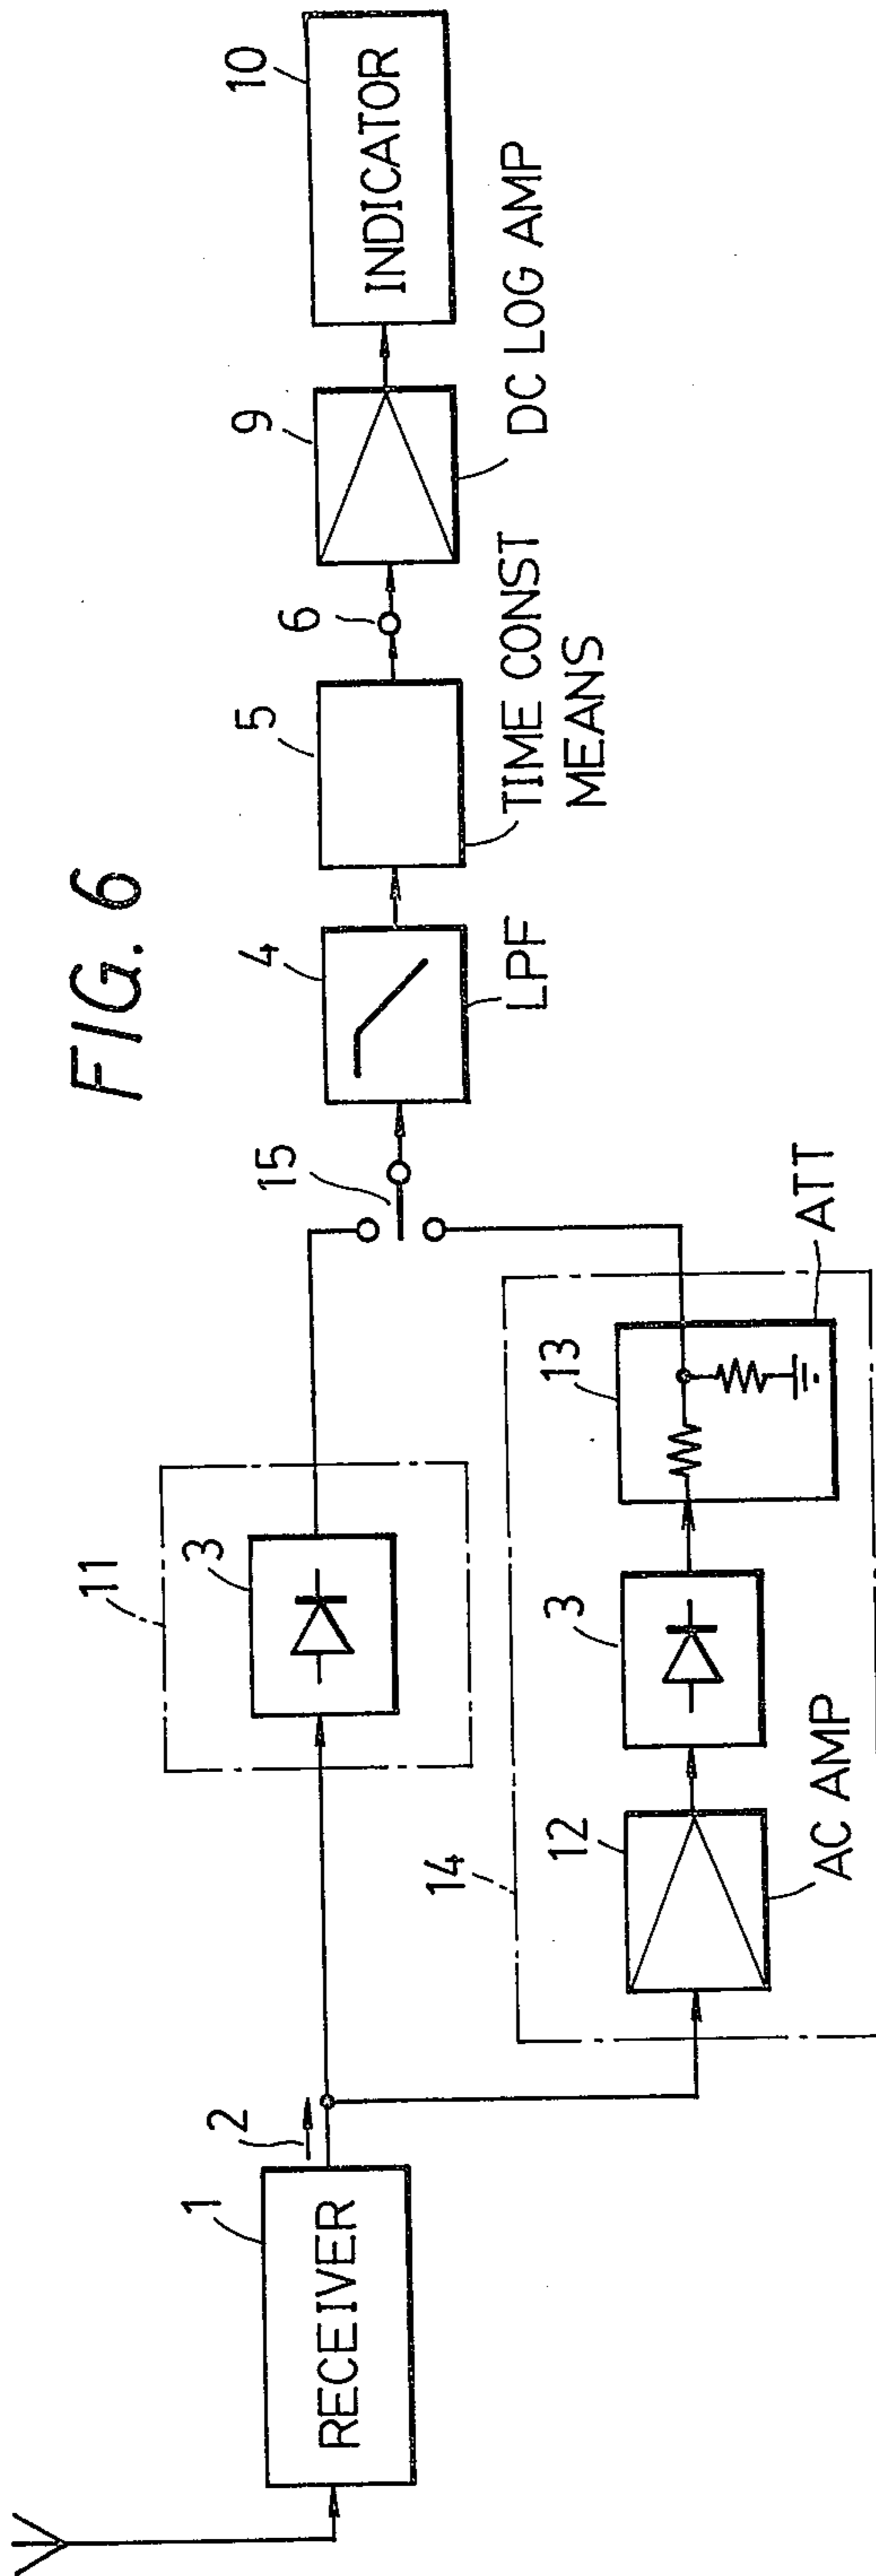 FIG. 6
1
RECEIVER
2
11
3
14
12
AC AMP
3
13
ATT
15
4
LPF
5
TIME CONST
MEANS
6
9
DC LOG AMP
10
INDICATOR